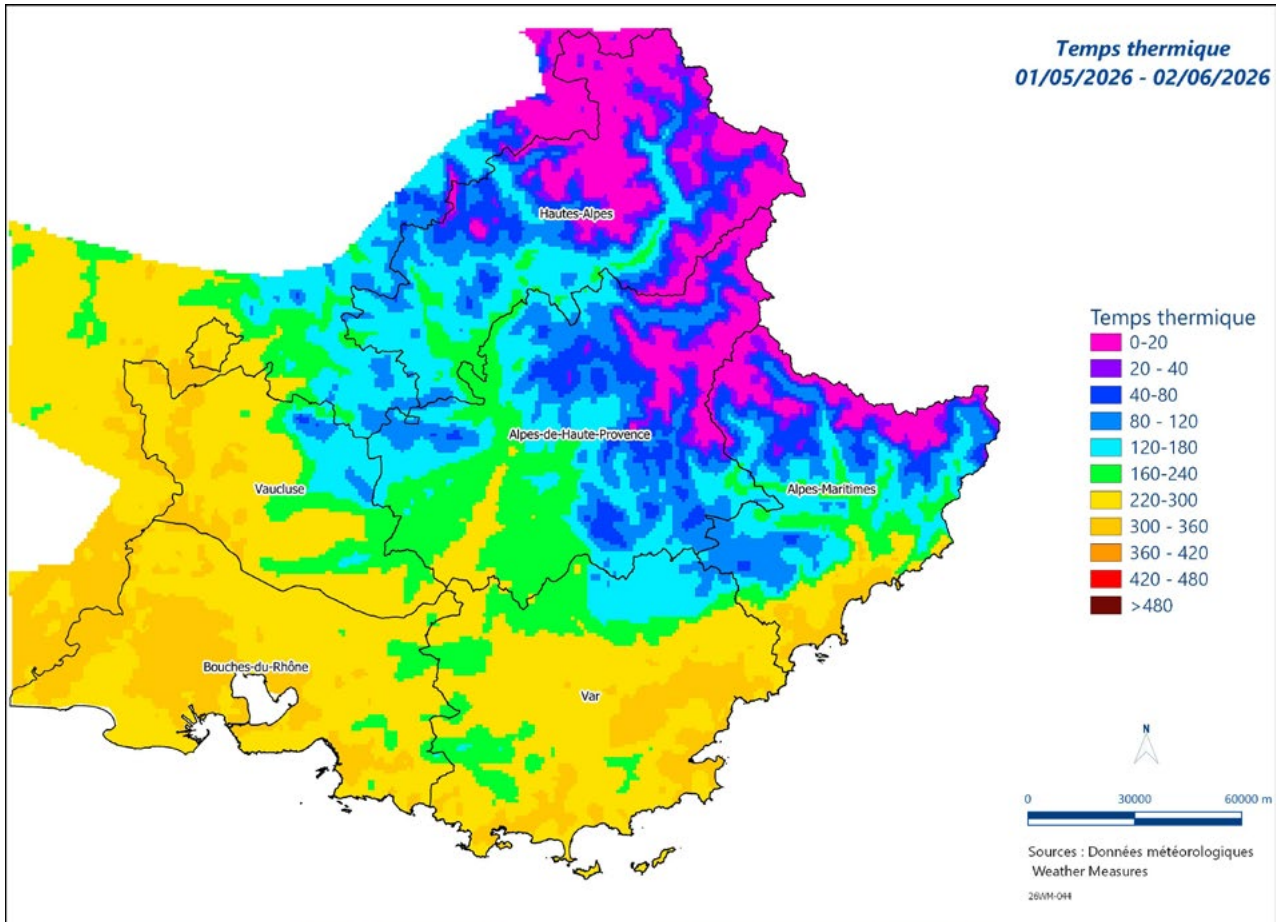 Temps thermique
01/05/2026 - 02/06/2026
Hautes-Alpes
Alpes-de-Haute-Provence
Vaucluse
Alpes-Maritimes
Bouches-du-Rhône
Var
Temps thermique
0-20
20 - 40
40-80
80 - 120
120-180
160-240
220-300
300 - 360
360 - 420
420 - 480
>480
N
0 30000 60000 m
Sources : Données météorologiques
Weather Measures
26WM-044